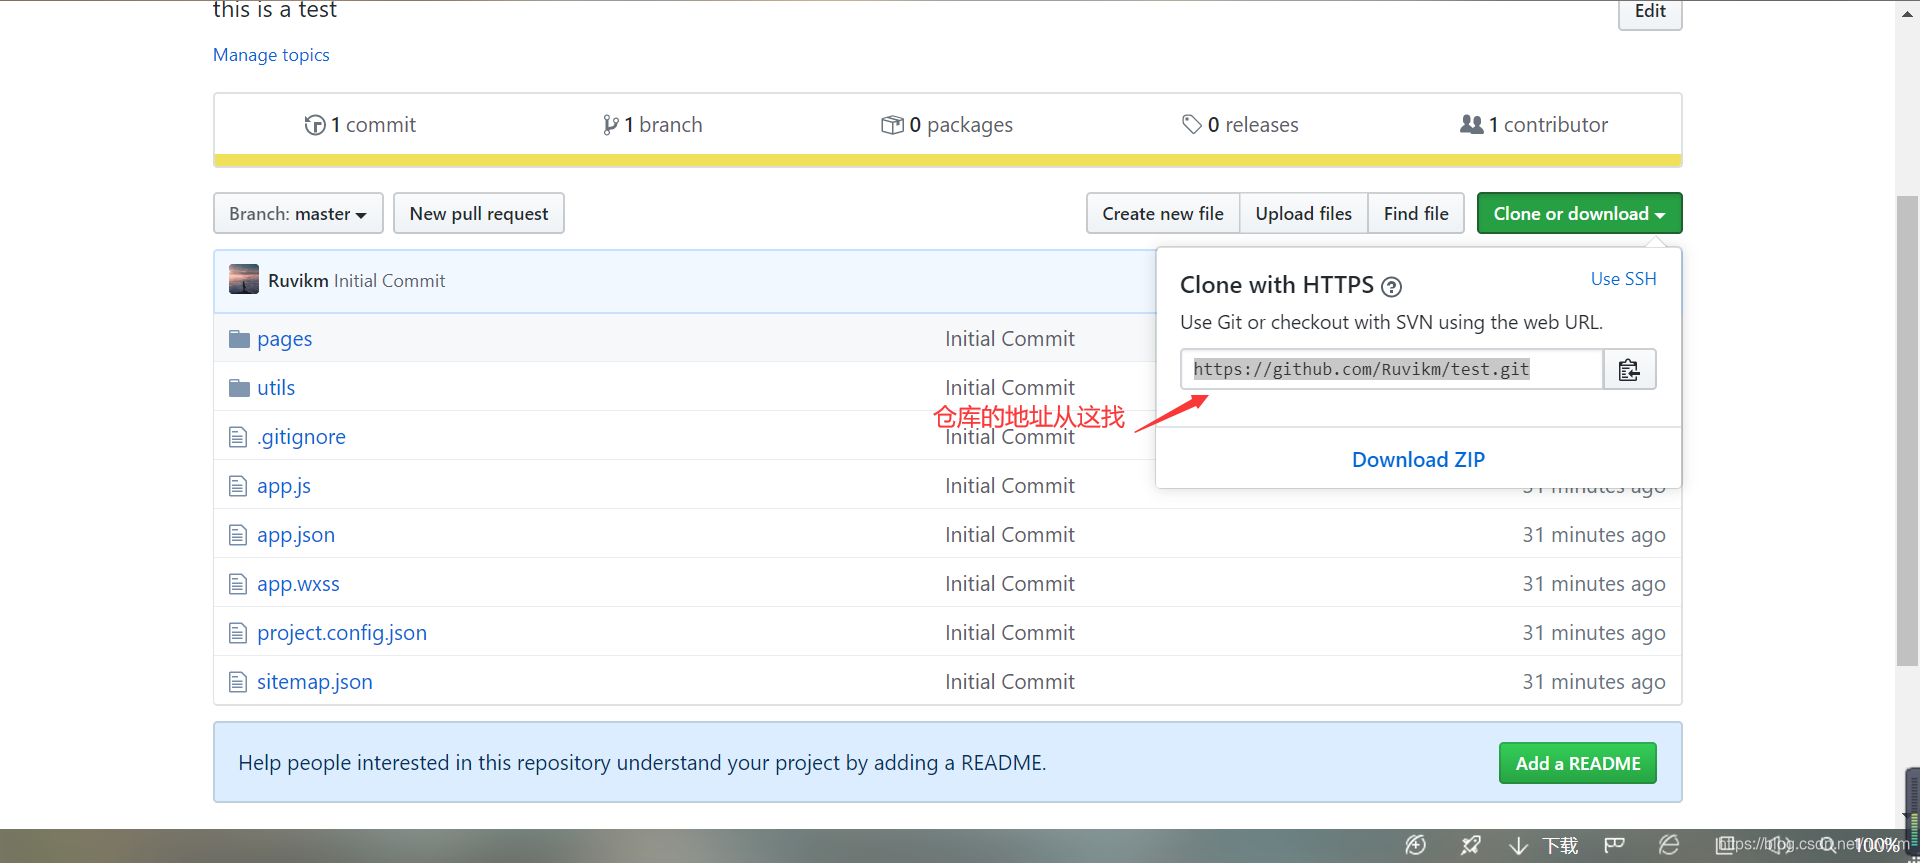 this is a test
Edit
Manage topics
1 commit
1 branch
0 packages
0 releases
1 contributor
Branch: master
New pull request
Create new file
Upload files
Find file
Clone or download
Ruvikm Initial Commit
Clone with HTTPS
Use SSH
Use Git or checkout with SVN using the web URL.
https://github.com/Ruvikm/test.git
Download ZIP
仓库的地址从这找
pages Initial Commit
utils Initial Commit
.gitignore Initial Commit
app.js Initial Commit 31 minutes ago
app.json Initial Commit 31 minutes ago
app.wxss Initial Commit 31 minutes ago
project.config.json Initial Commit 31 minutes ago
sitemap.json Initial Commit 31 minutes ago
Help people interested in this repository understand your project by adding a README.
Add a README
下载
100%